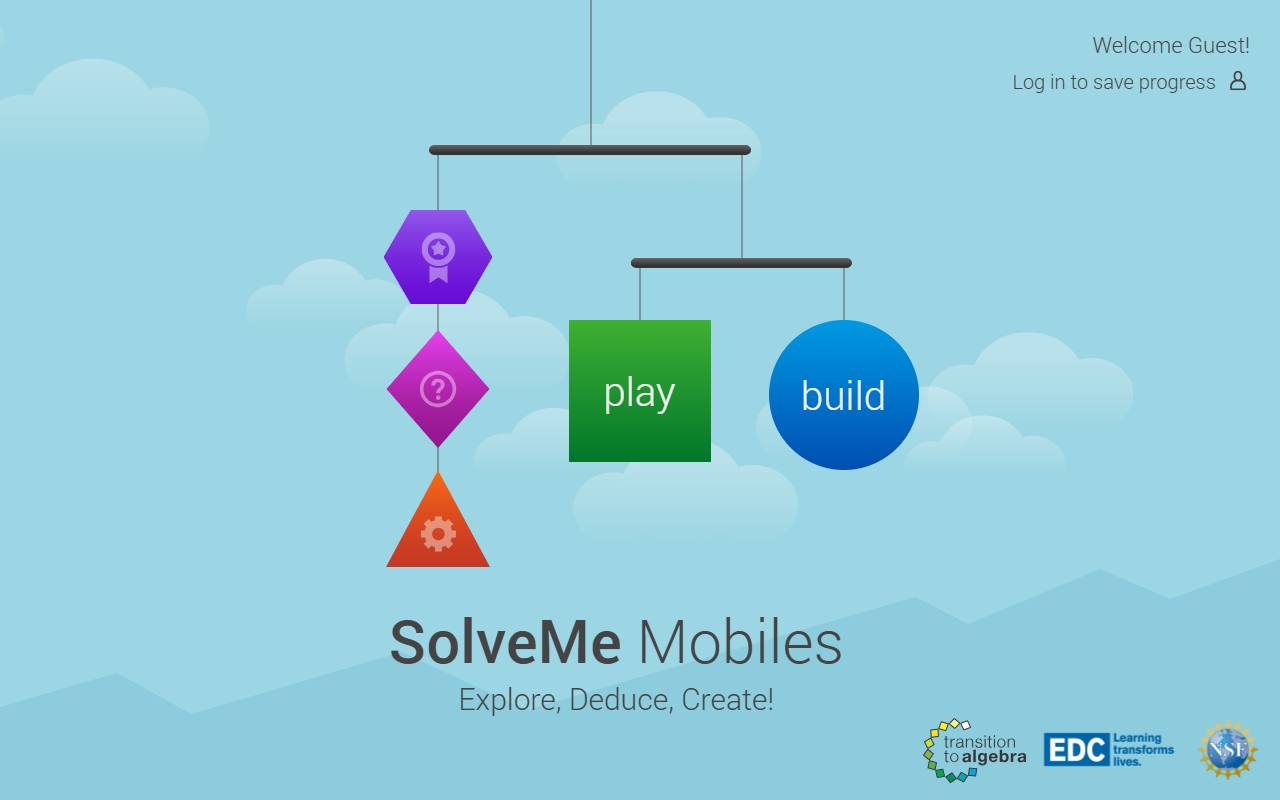 Welcome Guest!
Log in to save progress
play
build
SolveMe Mobiles
Explore, Deduce, Create!
transition
to algebra
EDC
Learning
transforms
lives.
NSF